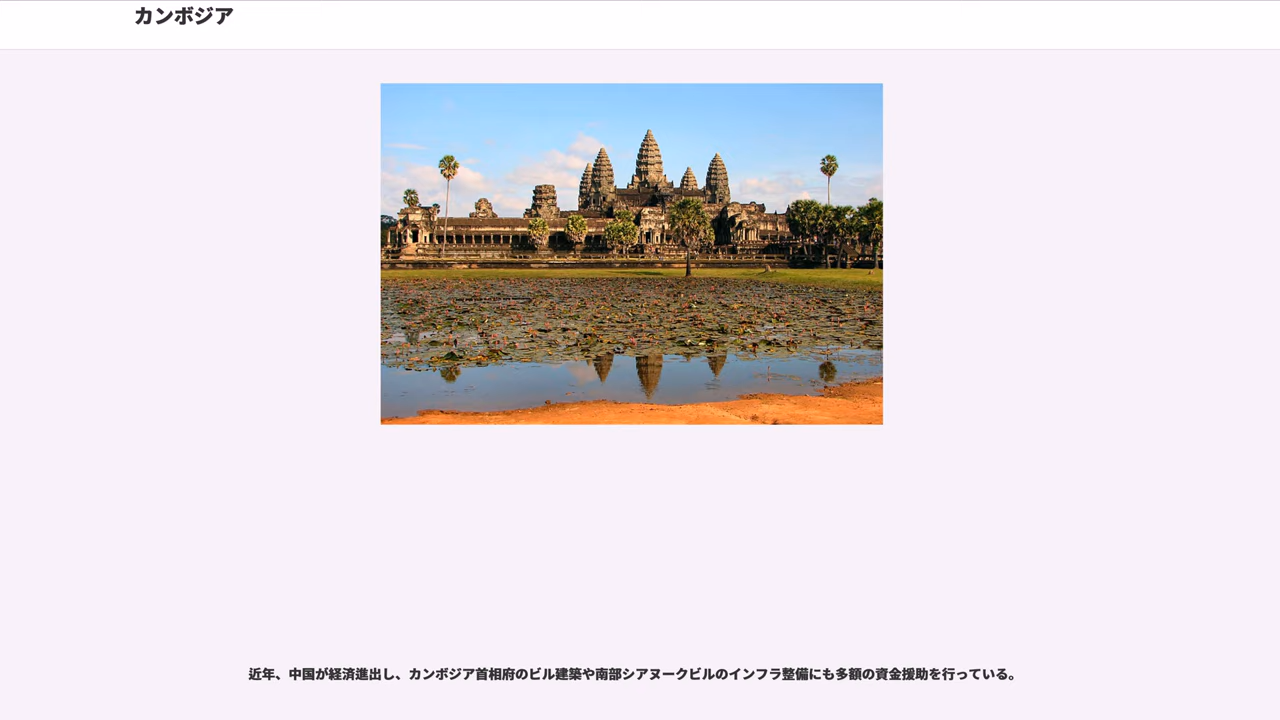 カンボジア
近年、中国が経済進出し、カンボジア首相府のビル建築や南部シアヌークビルのインフラ整備にも多額の資金援助を行っている。